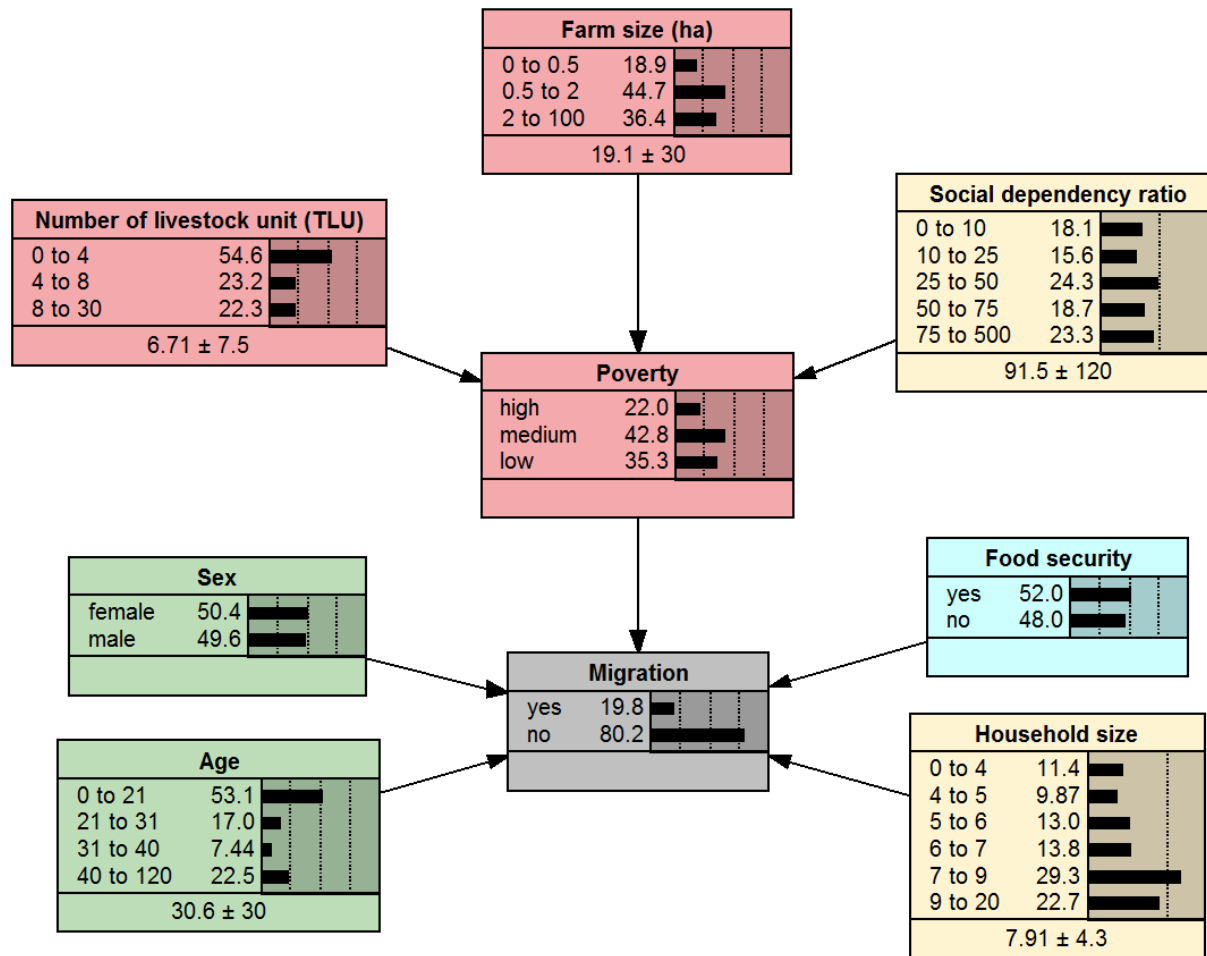 Farm size (ha)
0 to 0.5 18.9
0.5 to 2 44.7
2 to 100 36.4
19.1 ± 30
Number of livestock unit (TLU)
0 to 4 54.6
4 to 8 23.2
8 to 30 22.3
6.71 ± 7.5
Social dependency ratio
0 to 10 18.1
10 to 25 15.6
25 to 50 24.3
50 to 75 18.7
75 to 500 23.3
91.5 ± 120
Poverty
high 22.0
medium 42.8
low 35.3
Sex
female 50.4
male 49.6
Food security
yes 52.0
no 48.0
Migration
yes 19.8
no 80.2
Age
0 to 21 53.1
21 to 31 17.0
31 to 40 7.44
40 to 120 22.5
30.6 ± 30
Household size
0 to 4 11.4
4 to 5 9.87
5 to 6 13.0
6 to 7 13.8
7 to 9 29.3
9 to 20 22.7
7.91 ± 4.3